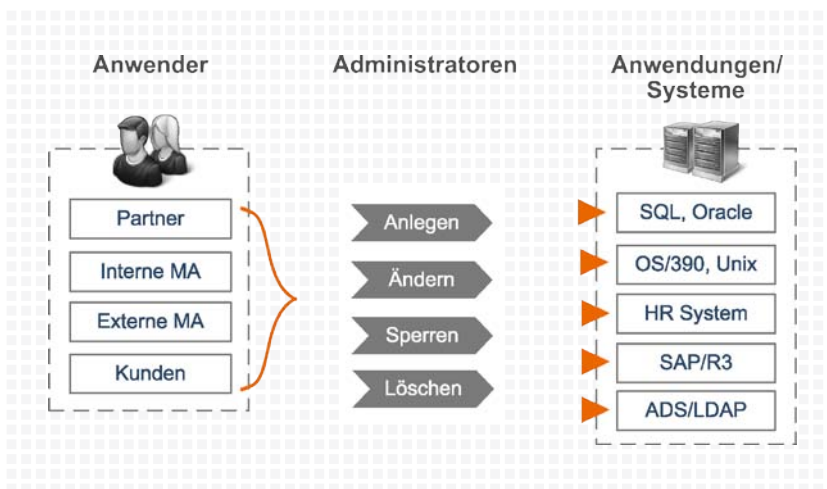 Anwender
Administratoren
Anwendungen/
Systeme
Partner
Interne MA
Externe MA
Kunden
Anlegen
Ändern
Sperren
Löschen
SQL, Oracle
OS/390, Unix
HR System
SAP/R3
ADS/LDAP